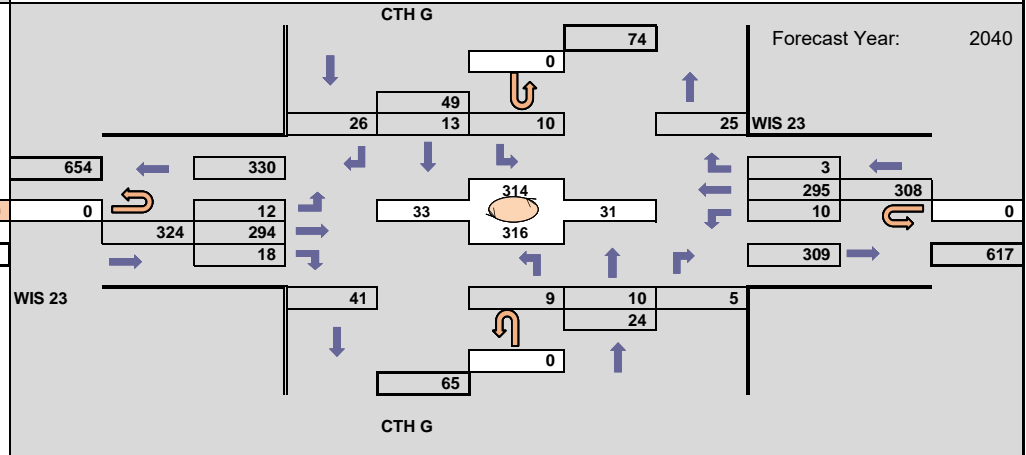 CTH G
74
Forecast Year: 2040
0
49
26 13 10 25 WIS 23
654 330 3
314 295 308
0 12 33 31 10 0
324 294 316
18 309 617
WIS 23 41 9 10 5
24
0
65
CTH G